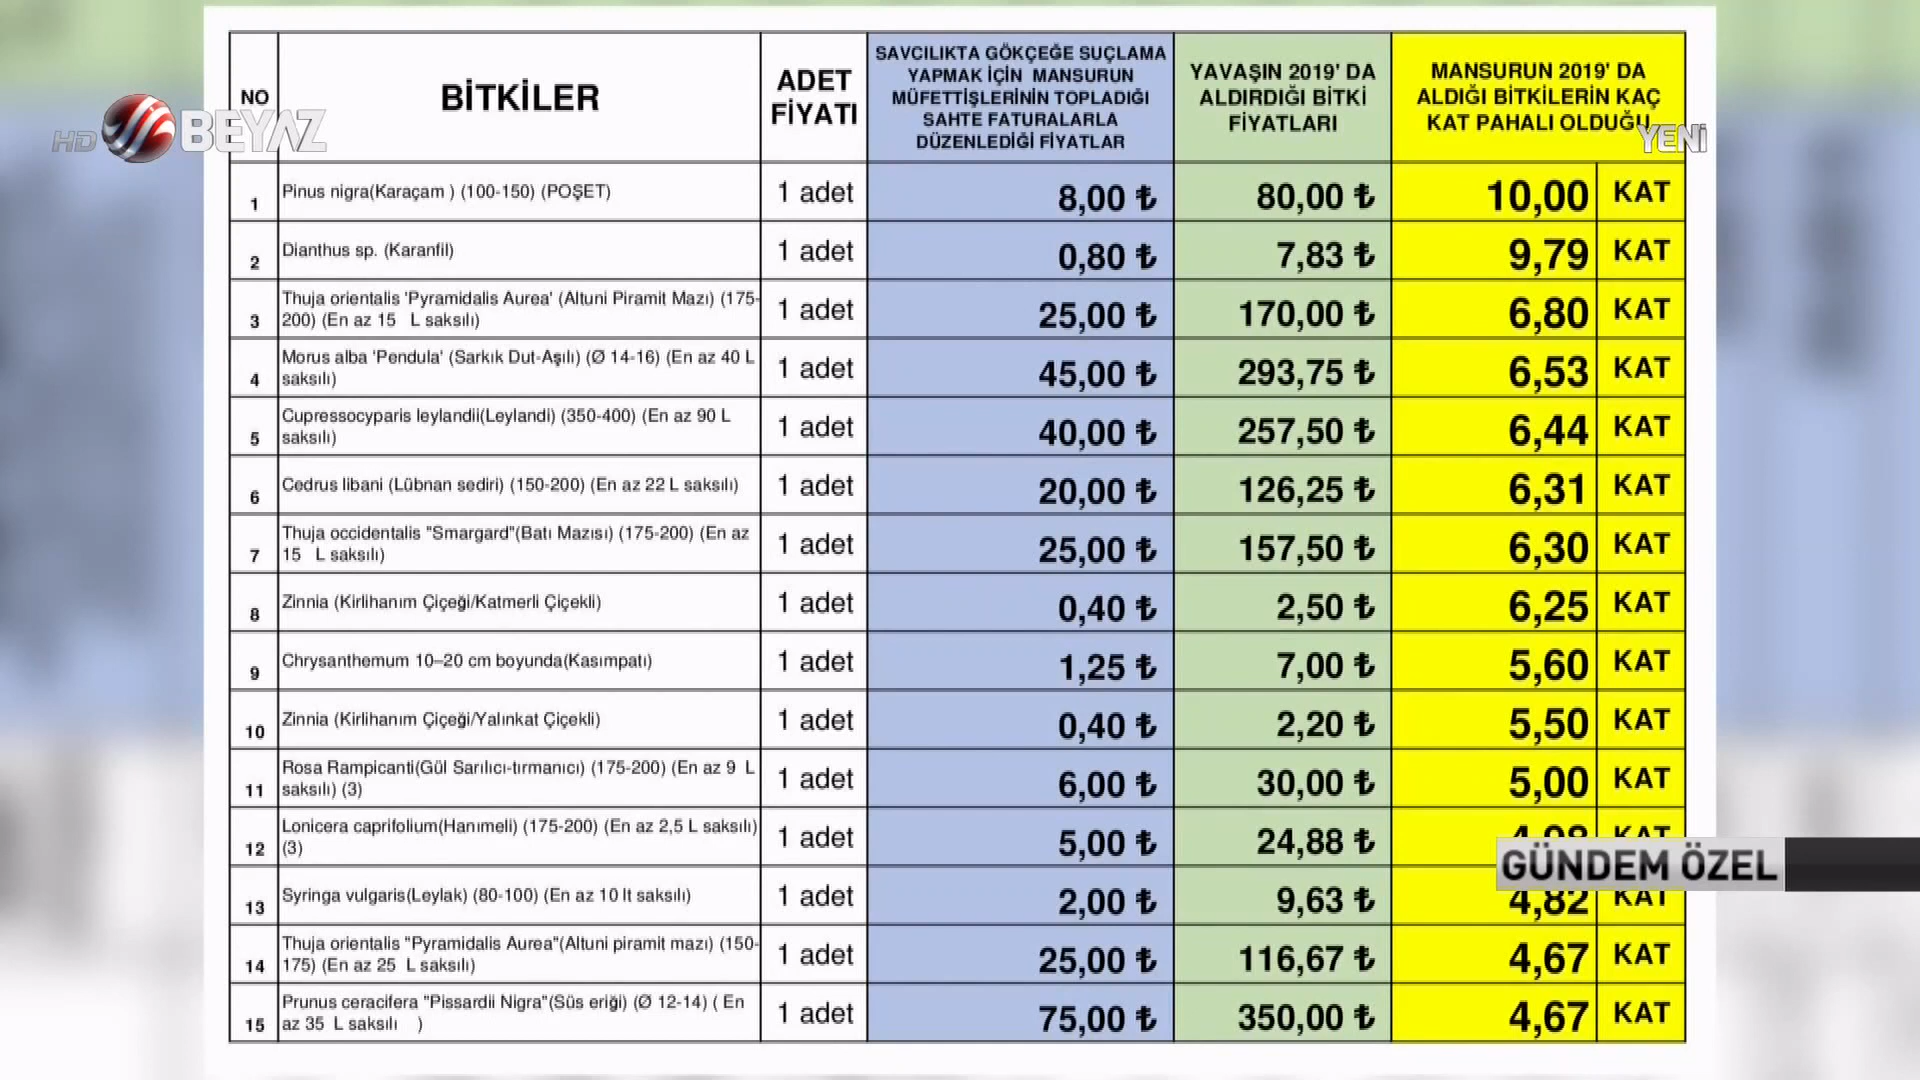 NO
BİTKİLER
ADET
FİYATI
SAVCILIKTA GÖKÇEĞE SUÇLAMA
YAPMAK İÇİN MANSURUN
MÜFETTİŞLERİNİN TOPLADIĞI
SAHTE FATURALARLA
DÜZENLEDİĞİ FİYATLAR
YAVAŞIN 2019' DA
ALDIRDIĞI BİTKİ
FİYATLARI
MANSURUN 2019' DA
ALDIĞI BİTKİLERİN KAÇ
KAT PAHALI OLDUĞU
HD BEYAZ
YENİ
1 Pinus nigra(Karaçam ) (100-150) (POŞET) 1 adet 8,00 ₺ 80,00 ₺ 10,00 KAT
2 Dianthus sp. (Karanfil) 1 adet 0,80 ₺ 7,83 ₺ 9,79 KAT
Thuja orientalis 'Pyramidalis Aurea' (Altuni Piramit Mazı) (175-
3 200) (En az 15 L saksılı) 1 adet 25,00 ₺ 170,00 ₺ 6,80 KAT
Morus alba 'Pendula' (Sarkık Dut-Aşılı) (Ø 14-16) (En az 40 L
4 saksılı) 1 adet 45,00 ₺ 293,75 ₺ 6,53 KAT
Cupressocyparis leylandii(Leylandi) (350-400) (En az 90 L
5 saksılı) 1 adet 40,00 ₺ 257,50 ₺ 6,44 KAT
6 Cedrus libani (Lübnan sediri) (150-200) (En az 22 L saksılı) 1 adet 20,00 ₺ 126,25 ₺ 6,31 KAT
Thuja occidentalis "Smargard"(Batı Mazısı) (175-200) (En az
7 15 L saksılı) 1 adet 25,00 ₺ 157,50 ₺ 6,30 KAT
8 Zinnia (Kirlihanım Çiçeği/Katmerli Çiçekli) 1 adet 0,40 ₺ 2,50 ₺ 6,25 KAT
9 Chrysanthemum 10–20 cm boyunda(Kasımpatı) 1 adet 1,25 ₺ 7,00 ₺ 5,60 KAT
10 Zinnia (Kirlihanım Çiçeği/Yalınkat Çiçekli) 1 adet 0,40 ₺ 2,20 ₺ 5,50 KAT
Rosa Rampicanti(Gül Sarılıcı-tırmanıcı) (175-200) (En az 9 L
11 saksılı) (3) 1 adet 6,00 ₺ 30,00 ₺ 5,00 KAT
Lonicera caprifolium(Hanımeli) (175-200) (En az 2,5 L saksılı)
12 (3) 1 adet 5,00 ₺ 24,88 ₺ KAT
GÜNDEM ÖZEL
13 Syringa vulgaris(Leylak) (80-100) (En az 10 lt saksılı) 1 adet 2,00 ₺ 9,63 ₺ 4,82 KAT
Thuja orientalis "Pyramidalis Aurea"(Altuni piramit mazı) (150-
14 175) (En az 25 L saksılı) 1 adet 25,00 ₺ 116,67 ₺ 4,67 KAT
Prunus ceracifera "Pissardii Nigra"(Süs eriği) (Ø 12-14) ( En
15 az 35 L saksılı ) 1 adet 75,00 ₺ 350,00 ₺ 4,67 KAT